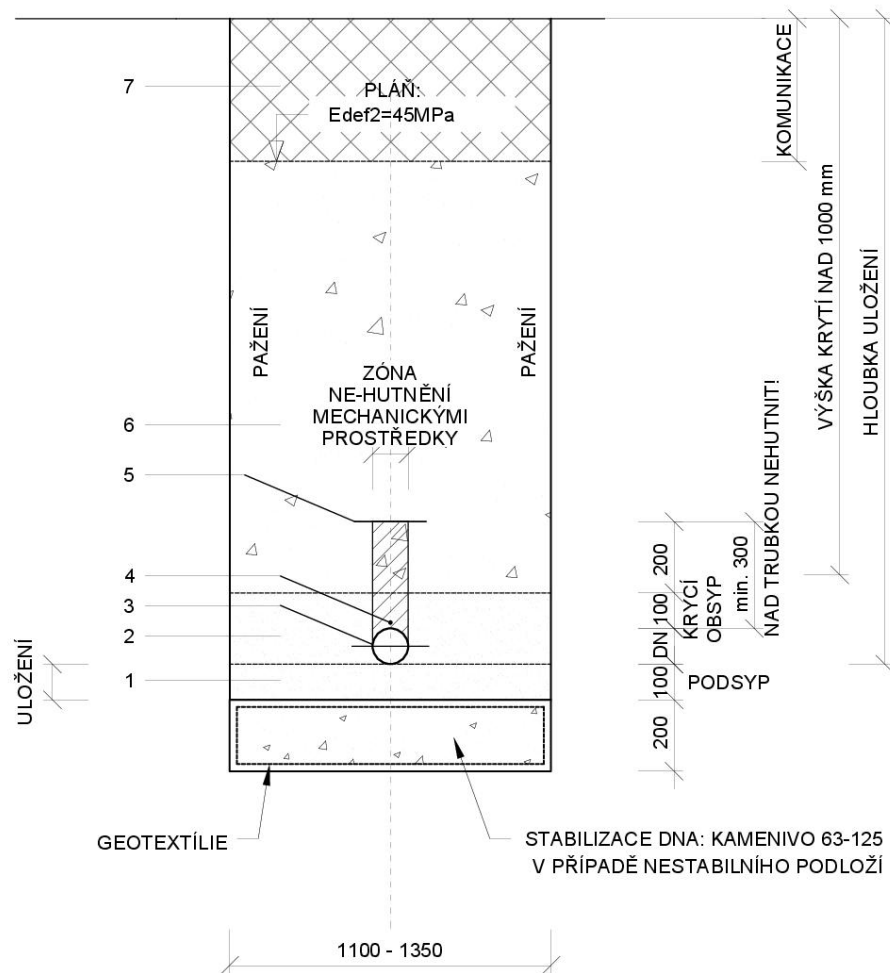 7
PLÁŇ:
Edef2=45MPa
KOMUNIKACE
VÝŠKA KRYTÍ NAD 1000 mm
HLOUBKA ULOŽENÍ
PAŽENÍ
PAŽENÍ
ZÓNA
NE-HUTNĚNÍ
MECHANICKÝMI
PROSTŘEDKY
6
5
4
3
2
1
ULOŽENÍ
200
100
DN
100
200
KRYCÍ
OBSYP
min. 300
NAD TRUBKOU NEHUTNIT!
PODSYP
GEOTEXTÍLIE
STABILIZACE DNA: KAMENIVO 63-125
V PŘÍPADĚ NESTABILNÍHO PODLOŽÍ
1100 - 1350